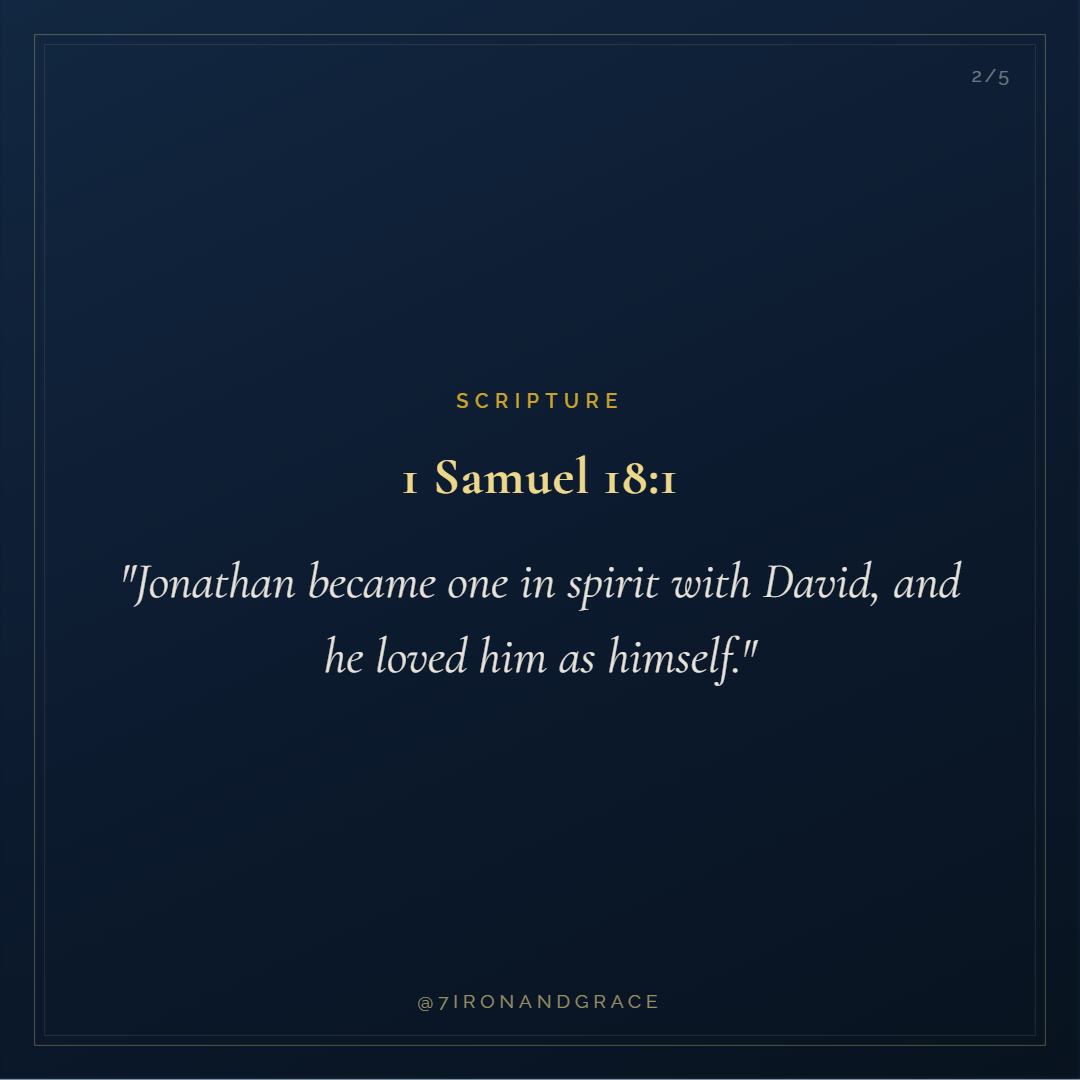 2/5
SCRIPTURE
1 Samuel 18:1
"Jonathan became one in spirit with David, and
he loved him as himself."
@7IRONANDGRACE